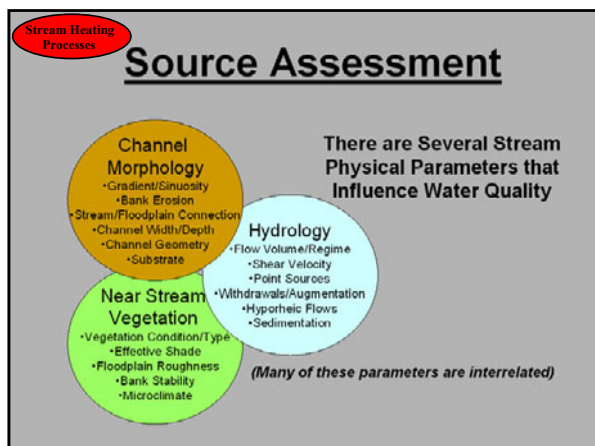 Stream Heating
Processes
Source Assessment
There are Several Stream
Physical Parameters that
Influence Water Quality
Channel
Morphology
•Gradient/Sinuosity
•Bank Erosion
•Stream/Floodplain Connection
•Channel Width/Depth
•Channel Geometry
•Substrate
Hydrology
•Flow Volume/Regime
•Shear Velocity
•Point Sources
•Withdrawals/Augmentation
•Hyporheic Flows
•Sedimentation
Near Stream
Vegetation
•Vegetation Condition/Type
•Effective Shade
•Floodplain Roughness
•Bank Stability
•Microclimate
(Many of these parameters are interrelated)